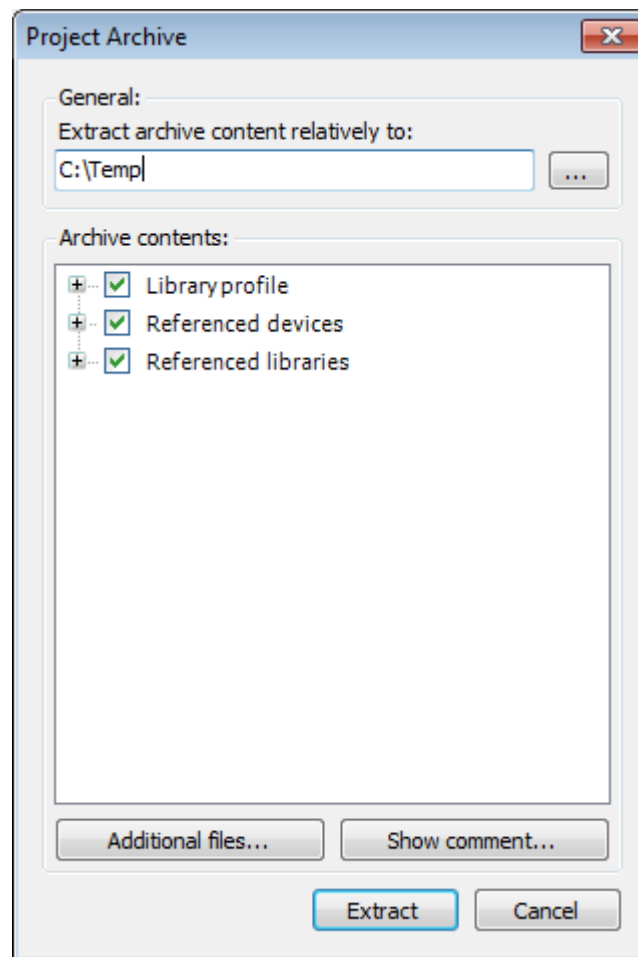 Project Archive
General:
Extract archive content relatively to:
C:\Temp
...
Archive contents:
Library profile
Referenced devices
Referenced libraries
Additional files...
Show comment...
Extract
Cancel